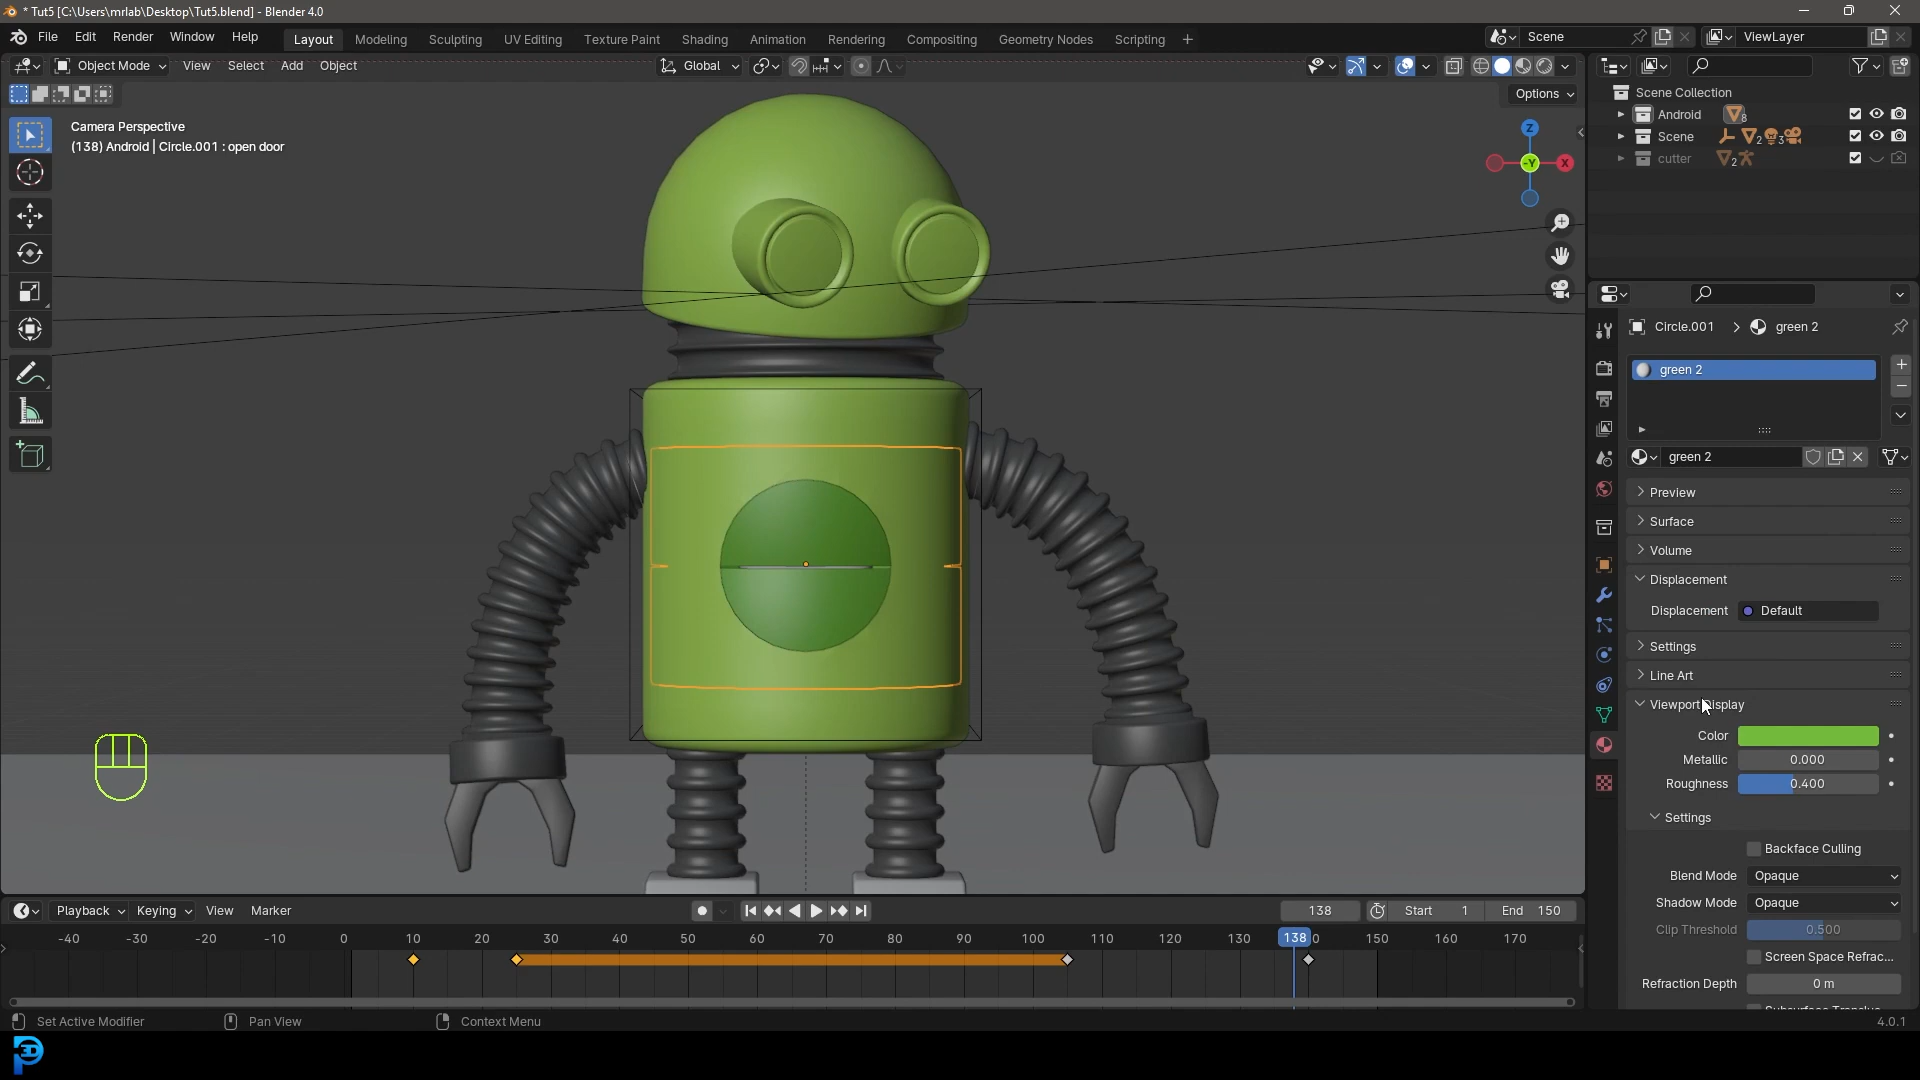 * Tut5 [C:\Users\mrlab\Desktop\Tut5.blend] - Blender 4.0
File Edit Render Window Help
Layout Modeling Sculpting UV Editing Texture Paint Shading Animation Rendering Compositing Geometry Nodes Scripting +
Scene ViewLayer
Object Mode View Select Add Object
Global
Options
Camera Perspective
(138) Android | Circle.001 : open door
Z
-Y X
Scene Collection
Android 8
Scene 2 3
cutter 2
Circle.001 > green 2
green 2
green 2
Preview
Surface
Volume
Displacement
Displacement Default
Settings
Line Art
Viewport Display
Color
Metallic 0.000
Roughness 0.400
Settings
Backface Culling
Blend Mode Opaque
Shadow Mode Opaque
Clip Threshold 0.500
Screen Space Refrac...
Refraction Depth 0 m
Playback Keying View Marker
138 Start 1 End 150
-40 -30 -20 -10 0 10 20 30 40 50 60 70 80 90 100 110 120 130 138 0 150 160 170
Set Active Modifier Pan View Context Menu
4.0.1
3D